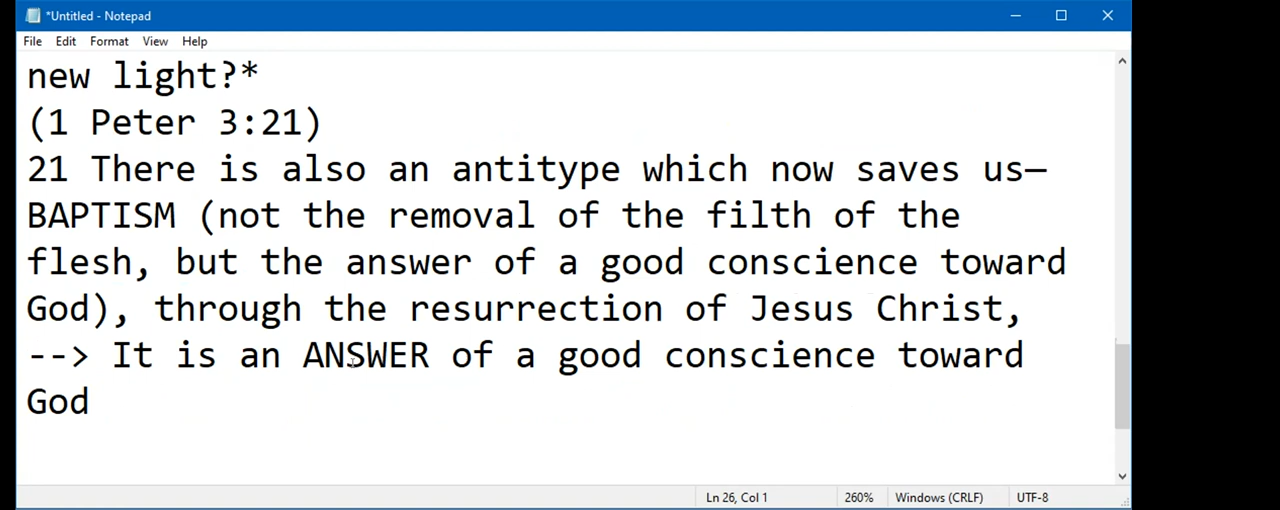 *Untitled - Notepad
File Edit Format View Help
new light?*
(1 Peter 3:21)
21 There is also an antitype which now saves us—
BAPTISM (not the removal of the filth of the
flesh, but the answer of a good conscience toward
God), through the resurrection of Jesus Christ,
--> It is an ANSWER of a good conscience toward
God
Ln 26, Col 1 260% Windows (CRLF) UTF-8